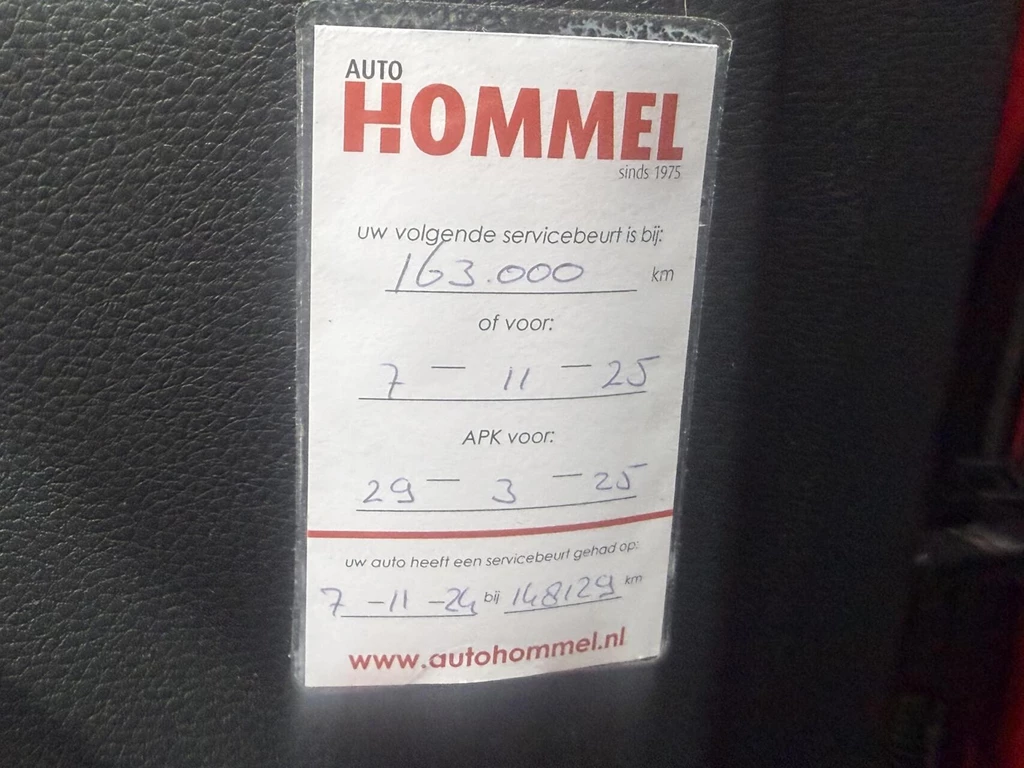 AUTO
HOMMEL
sinds 1975
uw volgende servicebeurt is bij:
163.000 km
of voor:
7 - 11 - 25
APK voor:
29 - 3 - 25
uw auto heeft een servicebeurt gehad op:
7 - 11 - 24 bij 148129 km
www.autohommel.nl